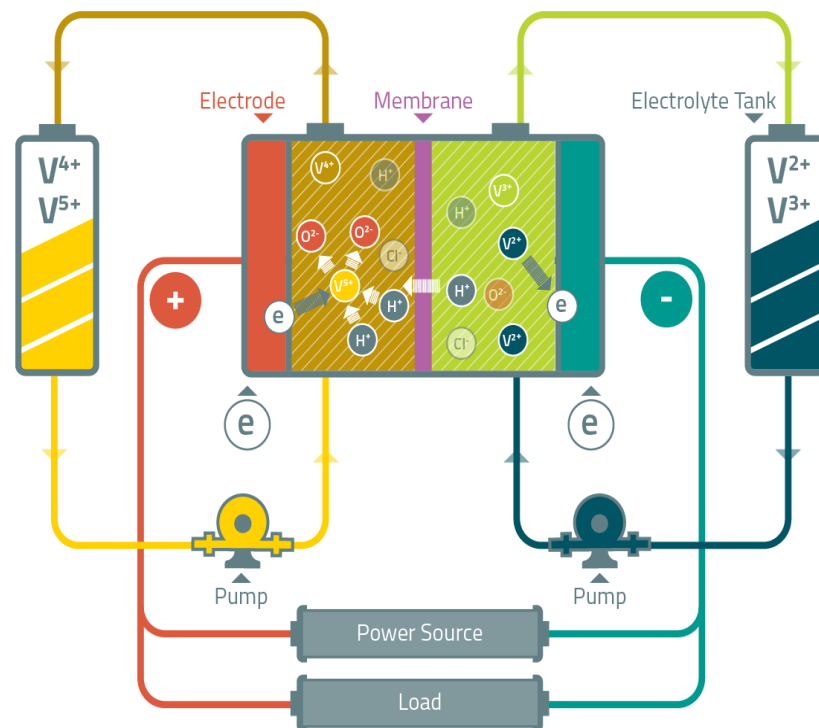 Electrode
Membrane
Electrolyte Tank
V⁴⁺
V⁵⁺
V²⁺
V³⁺
V⁴⁺
H⁺
V³⁺
H⁺
O²⁻
O²⁻
V²⁺
Cl⁻
V⁵⁺
H⁺
H⁺
O²⁻
+
-
e
e
H⁺
Cl⁻
V²⁺
e
e
Pump
Pump
Power Source
Load